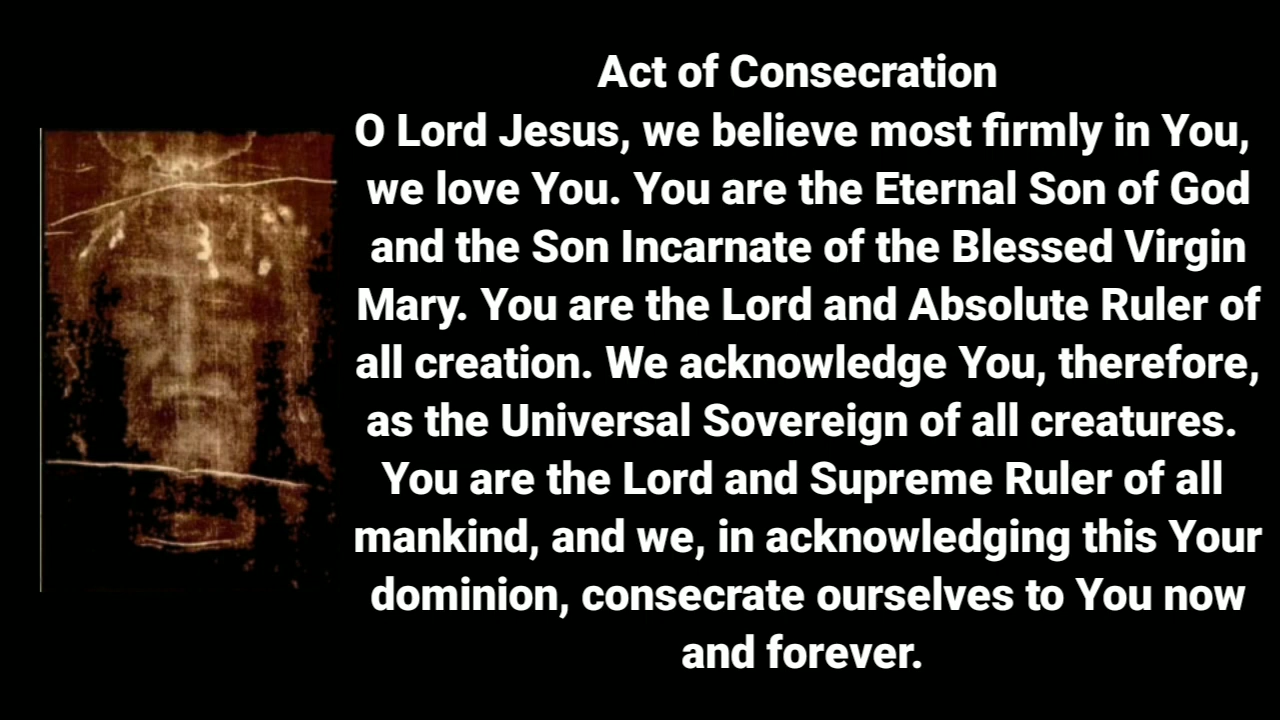 Act of Consecration
O Lord Jesus, we believe most firmly in You,
we love You. You are the Eternal Son of God
and the Son Incarnate of the Blessed Virgin
Mary. You are the Lord and Absolute Ruler of
all creation. We acknowledge You, therefore,
as the Universal Sovereign of all creatures.
You are the Lord and Supreme Ruler of all
mankind, and we, in acknowledging this Your
dominion, consecrate ourselves to You now
and forever.